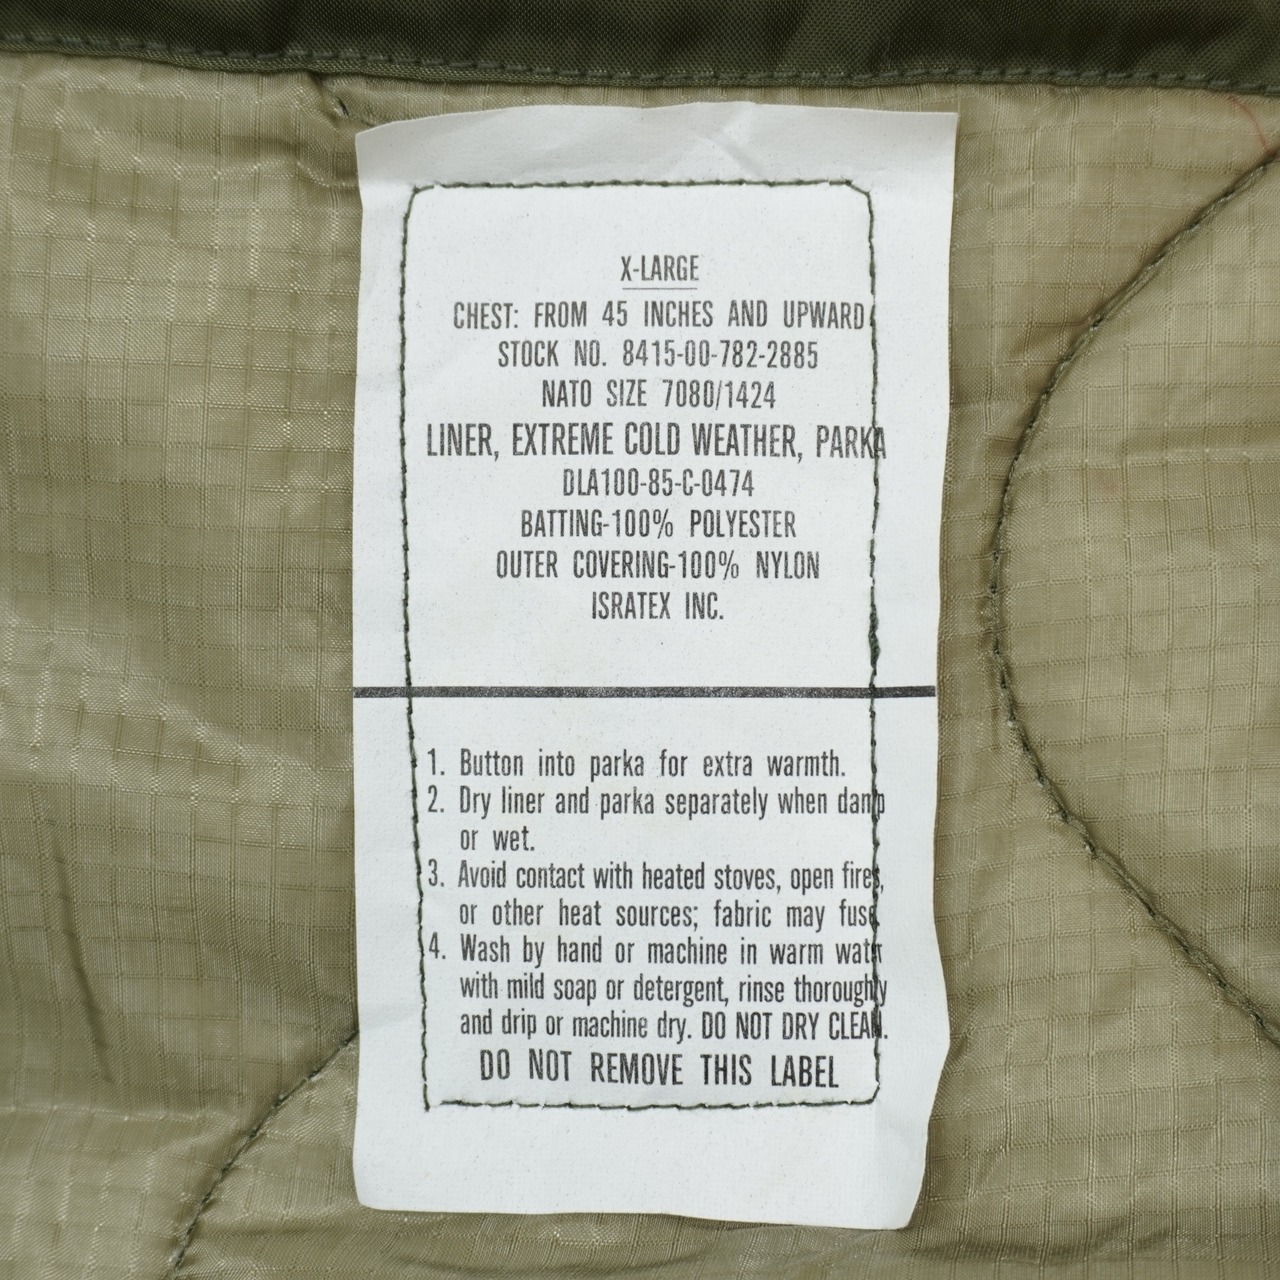 X-LARGE
CHEST: FROM 45 INCHES AND UPWARD
STOCK NO. 8415-00-782-2885
NATO SIZE 7080/1424
LINER, EXTREME COLD WEATHER, PARKA
DLA100-85-C-0474
BATTING-100% POLYESTER
OUTER COVERING-100% NYLON
ISRATEX INC.
1. Button into parka for extra warmth.
2. Dry liner and parka separately when damp
or wet.
3. Avoid contact with heated stoves, open fires,
or other heat sources; fabric may fuse.
4. Wash by hand or machine in warm water
with mild soap or detergent, rinse thoroughly
and drip or machine dry. DO NOT DRY CLEAN.
DO NOT REMOVE THIS LABEL